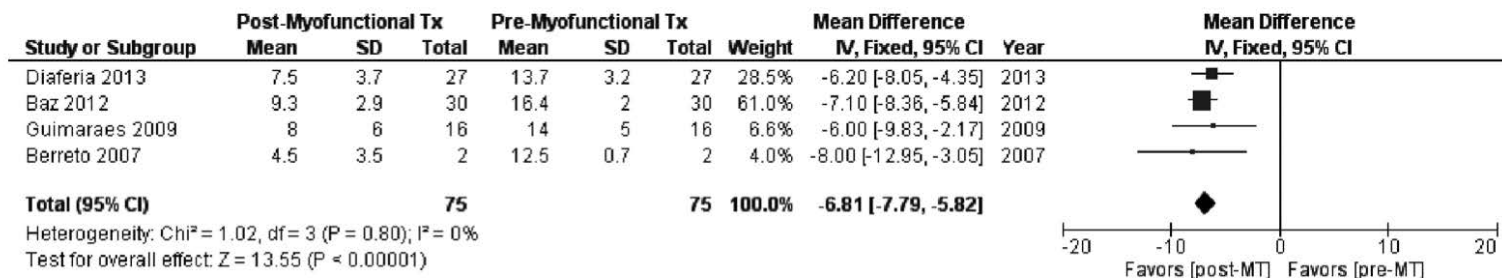 Post-Myofunctional Tx Pre-Myofunctional Tx Mean Difference Mean Difference
Study or Subgroup Mean SD Total Mean SD Total Weight IV, Fixed, 95% CI Year IV, Fixed, 95% CI
Diaferia 2013 7.5 3.7 27 13.7 3.2 27 28.5% -6.20 [-8.05, -4.35] 2013
Baz 2012 9.3 2.9 30 16.4 2 30 61.0% -7.10 [-8.36, -5.84] 2012
Guimaraes 2009 8 6 16 14 5 16 6.6% -6.00 [-9.83, -2.17] 2009
Berreto 2007 4.5 3.5 2 12.5 0.7 2 4.0% -8.00 [-12.95, -3.05] 2007
Total (95% CI) 75 75 100.0% -6.81 [-7.79, -5.82]
Heterogeneity: Chi² = 1.02, df = 3 (P = 0.80); I² = 0%
Test for overall effect: Z = 13.55 (P < 0.00001)
-20 -10 0 10 20
Favors [post-MT] Favors [pre-MT]